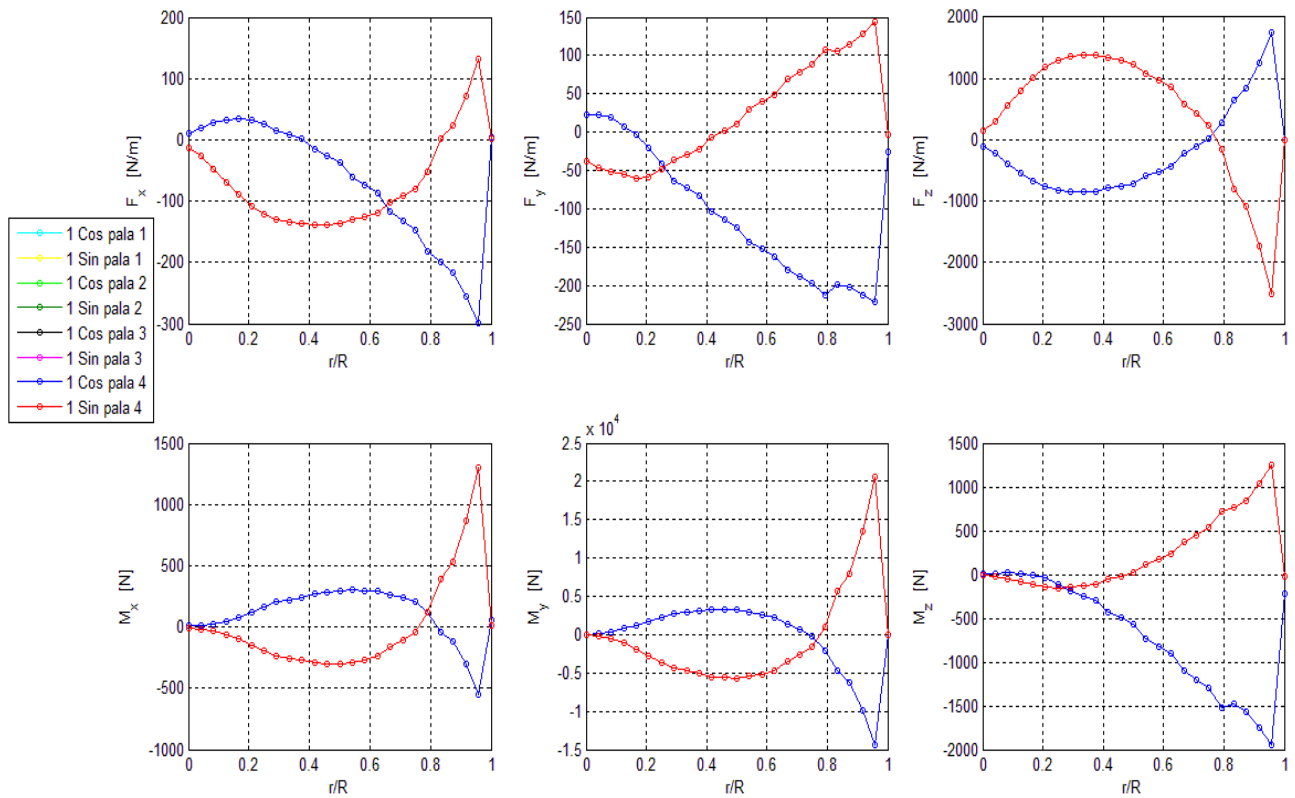 200
100
0
-100
-200
-300
F_x [N/m]
0 0.2 0.4 0.6 0.8 1
r/R
150
100
50
0
-50
-100
-150
-200
-250
F_y [N/m]
0 0.2 0.4 0.6 0.8 1
r/R
2000
1000
0
-1000
-2000
-3000
F_z [N/m]
0 0.2 0.4 0.6 0.8 1
r/R
1 Cos pala 1
1 Sin pala 1
1 Cos pala 2
1 Sin pala 2
1 Cos pala 3
1 Sin pala 3
1 Cos pala 4
1 Sin pala 4
1500
1000
500
0
-500
-1000
M_x [N]
0 0.2 0.4 0.6 0.8 1
r/R
x 10^4
2.5
2
1.5
1
0.5
0
-0.5
-1
-1.5
M_y [N]
0 0.2 0.4 0.6 0.8 1
r/R
1500
1000
500
0
-500
-1000
-1500
-2000
M_z [N]
0 0.2 0.4 0.6 0.8 1
r/R